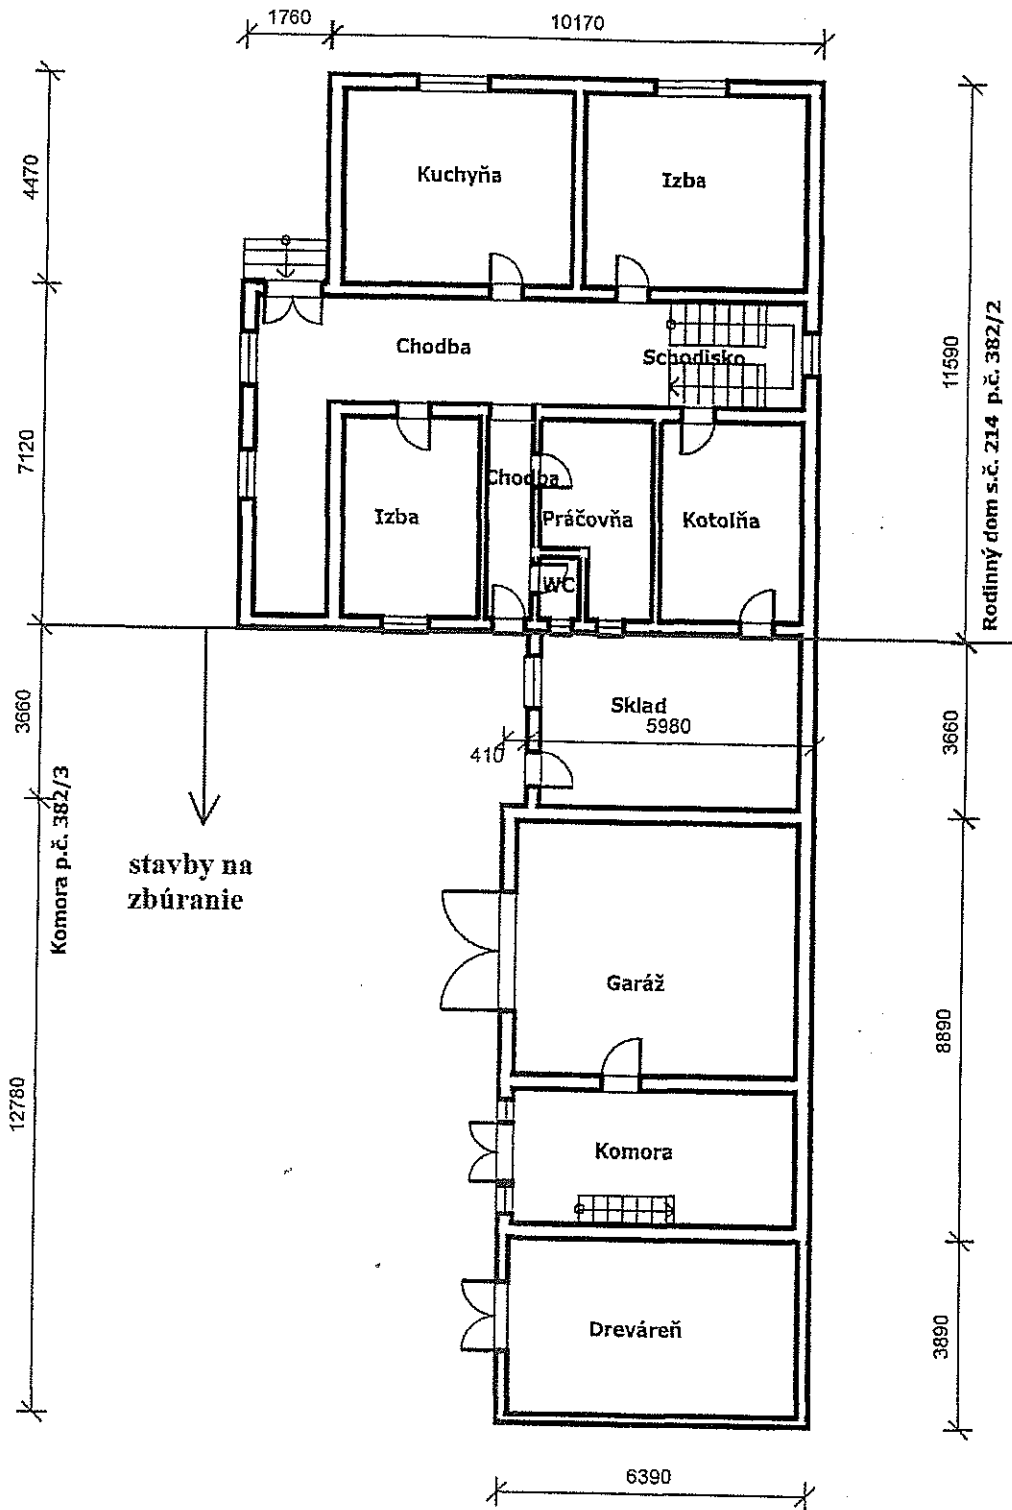 1760
10170
4470
Kuchyňa
Izba
Chodba
Schodisko
11590
Rodinný dom s.č. 214 p.č. 382/2
7120
Izba
Chodba
Práčovňa
Kotolňa
WC
3660
Sklad
5980
410
3660
Komora p.č. 382/3
stavby na
zbúranie
Garáž
8890
12780
Komora
Dreváreň
3890
6390